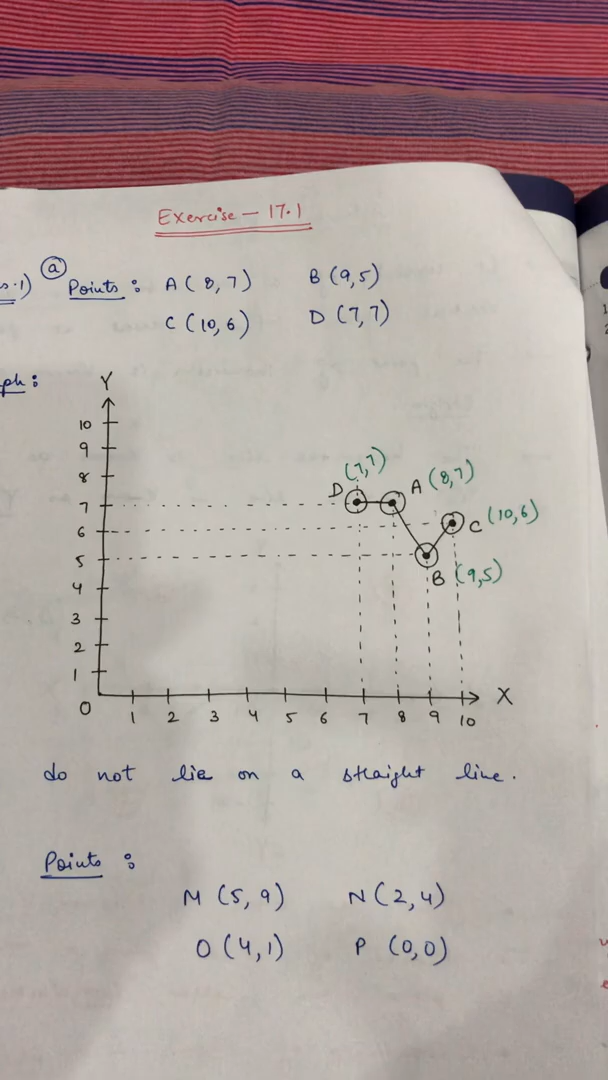 Exercise - 17.1
s.1) ⓐ Points : A ( 8, 7) B (9, 5)
C (10, 6) D (7, 7)
ph :
Y
10
9
8
7
6
5
4
3
2
1
0
D (7,7)
A (8,7)
C (10,6)
B (9,5)
1 2 3 4 5 6 7 8 9 10 X
do not lie on a straight line .
Points :
M (5, 9) N (2, 4)
O (4, 1) P (0, 0)